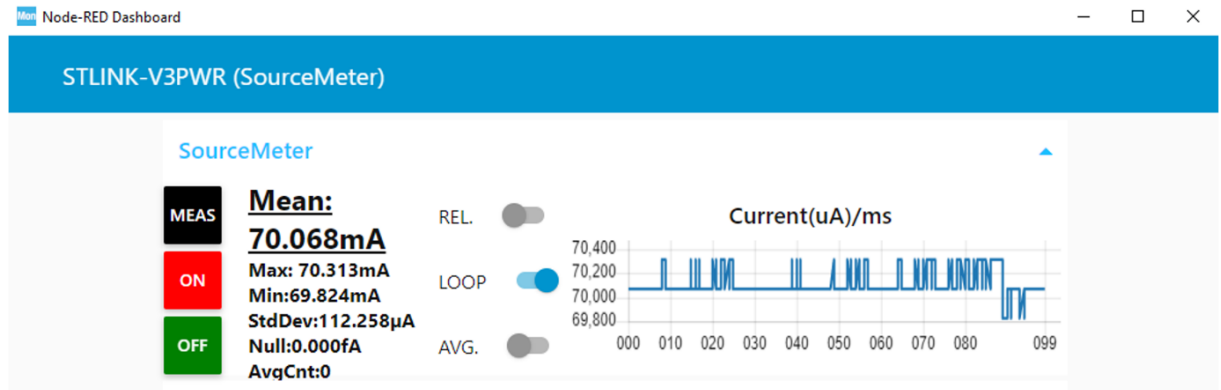 Mon Node-RED Dashboard
STLINK-V3PWR (SourceMeter)
SourceMeter
MEAS
ON
OFF
Mean:
70.068mA
Max: 70.313mA
Min:69.824mA
StdDev:112.258µA
Null:0.000fA
AvgCnt:0
REL.
LOOP
AVG.
Current(uA)/ms
70,400
70,200
70,000
69,800
000 010 020 030 040 050 060 070 080 099